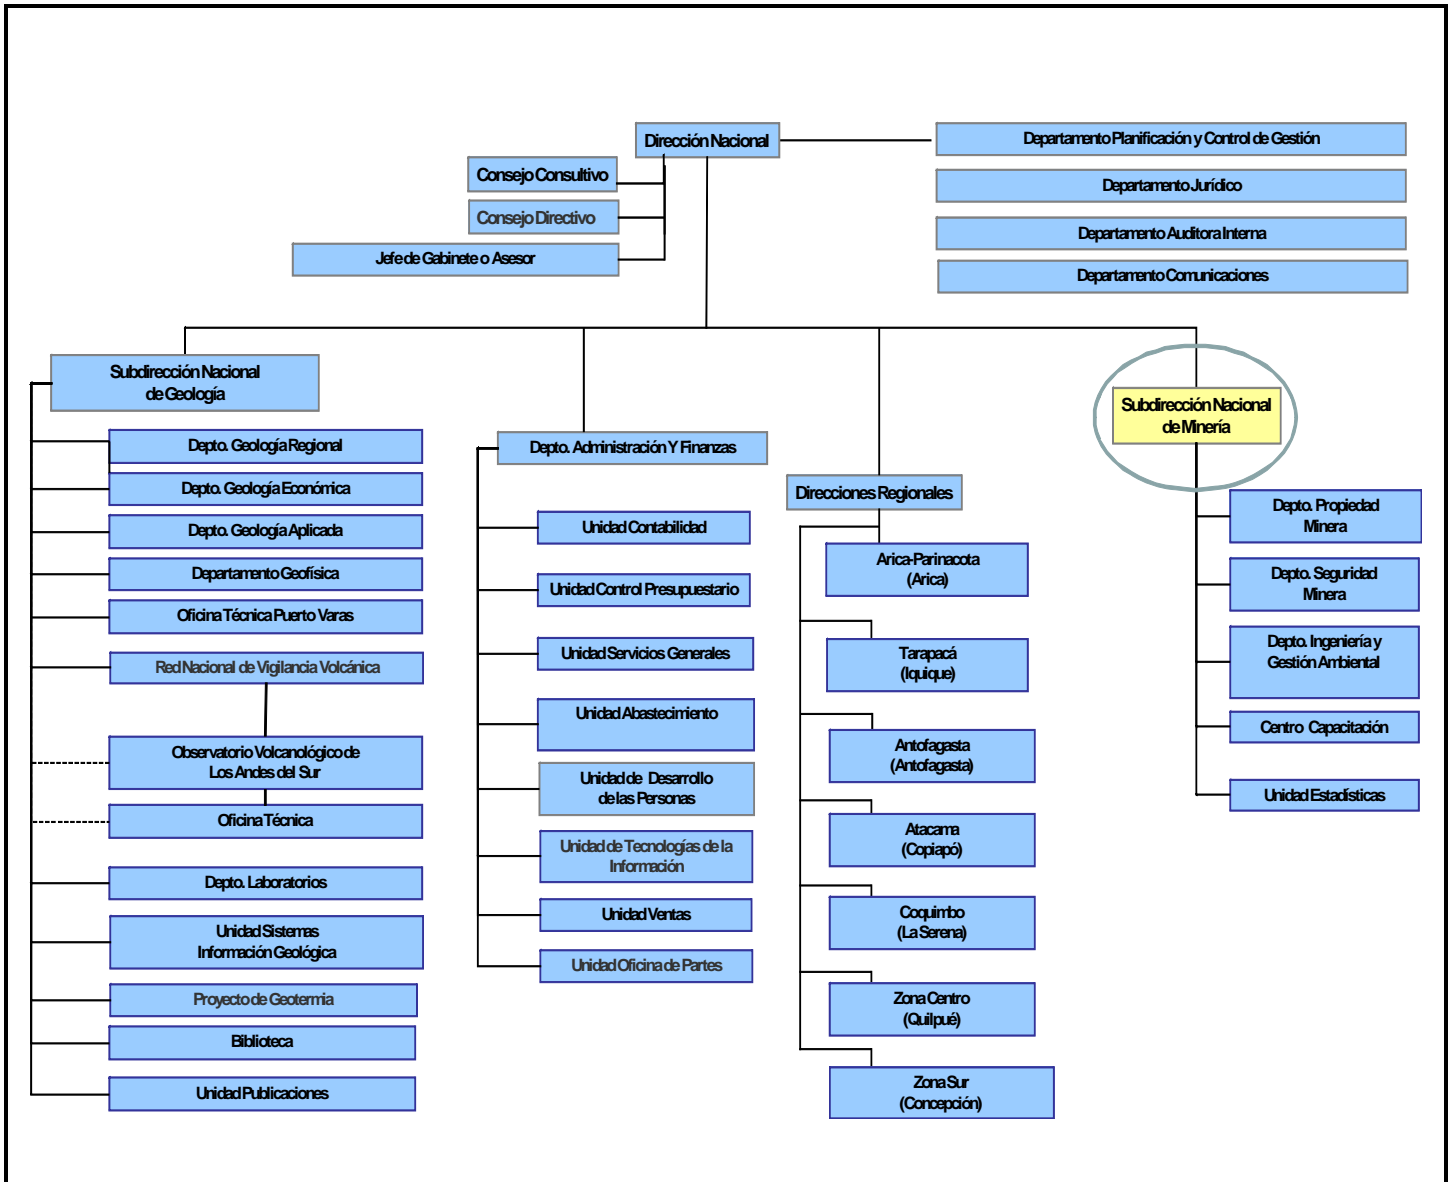 Dirección Nacional
Departamento Planificación y Control de Gestión
Consejo Consultivo
Departamento Jurídico
Consejo Directivo
Departamento Auditora Interna
Jefe de Gabinete o Asesor
Departamento Comunicaciones
Subdirección Nacional
de Geología
Depto. Geología Regional
Depto. Geología Económica
Depto. Geología Aplicada
Departamento Geofísica
Oficina Técnica Puerto Varas
Red Nacional de Vigilancia Volcánica
Observatorio Volcanológico de
Los Andes del Sur
Oficina Técnica
Depto. Laboratorios
Unidad Sistemas
Información Geológica
Proyecto de Geotermia
Biblioteca
Unidad Publicaciones
Depto. Administración Y Finanzas
Unidad Contabilidad
Unidad Control Presupuestario
Unidad Servicios Generales
Unidad Abastecimiento
Unidad de Desarrollo
de las Personas
Unidad de Tecnologías de la
Información
Unidad Ventas
Unidad Oficina de Partes
Direcciones Regionales
Arica-Parinacota
(Arica)
Tarapacá
(Iquique)
Antofagasta
(Antofagasta)
Atacama
(Copiapó)
Coquimbo
(La Serena)
Zona Centro
(Quilpué)
Zona Sur
(Concepción)
Subdirección Nacional
de Minería
Depto. Propiedad
Minera
Depto. Seguridad
Minera
Depto. Ingeniería y
Gestión Ambiental
Centro Capacitación
Unidad Estadísticas